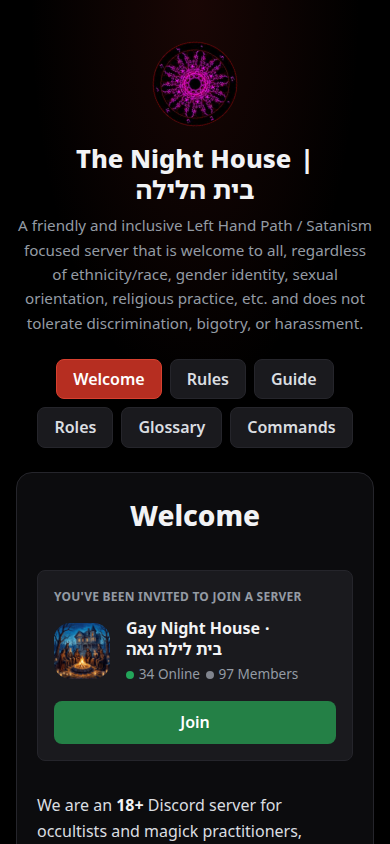 The Night House |
בית הלילה
A friendly and inclusive Left Hand Path / Satanism
focused server that is welcome to all, regardless
of ethnicity/race, gender identity, sexual
orientation, religious practice, etc. and does not
tolerate discrimination, bigotry, or harassment.
Welcome
Rules
Guide
Roles
Glossary
Commands
Welcome
YOU'VE BEEN INVITED TO JOIN A SERVER
Gay Night House ·
בית לילה גאה
34 Online 97 Members
Join
We are an 18+ Discord server for
occultists and magick practitioners,